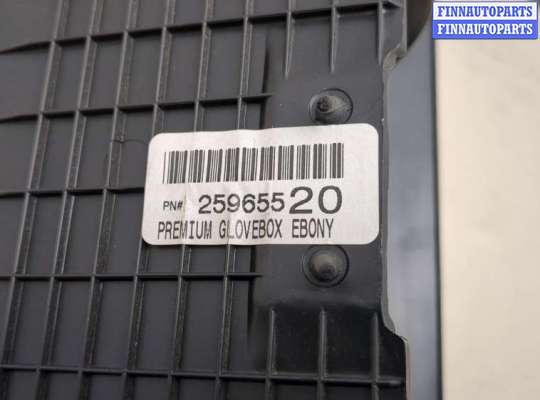 FINNAUTOPARTS
FINNAUTOPARTS
PN# 25965520
PREMIUM GLOVEBOX EBONY